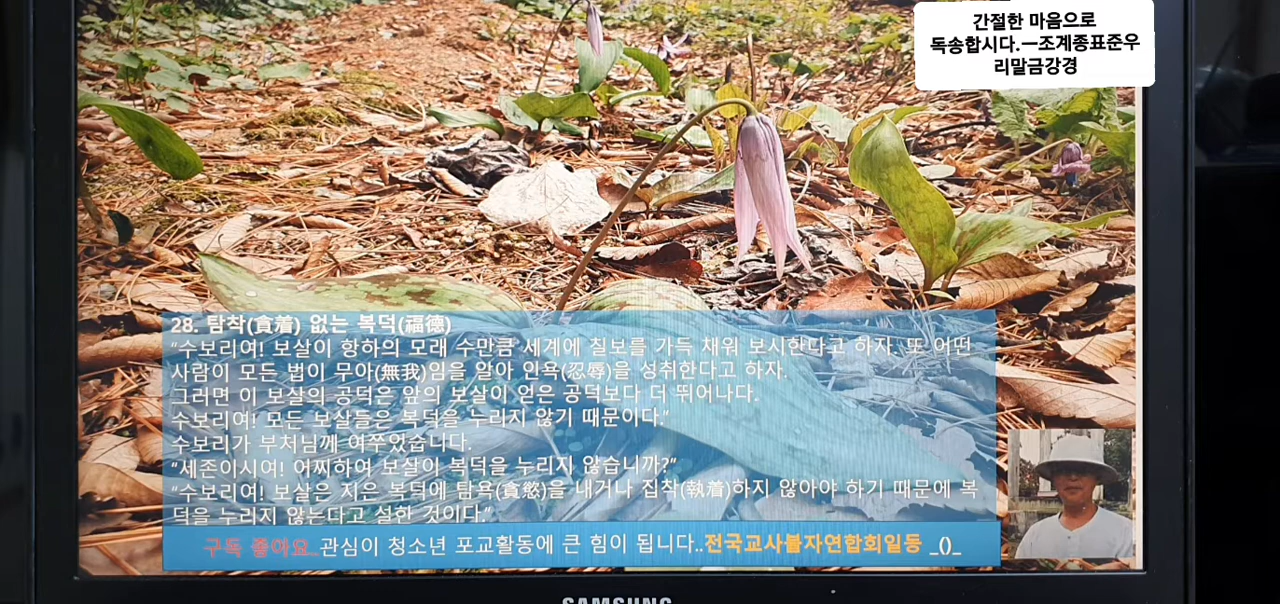 간절한 마음으로
독송합시다.ㅡ조계종표준우
리말금강경
28. 탐착(貪着) 없는 복덕(福德)
“수보리여! 보살이 항하의 모래 수만큼 세계에 칠보를 가득 채워 보시한다고 하자. 또 어떤
사람이 모든 법이 무아(無我)임을 알아 인욕(忍辱)을 성취한다고 하자.
그러면 이 보살의 공덕은 앞의 보살이 얻은 공덕보다 더 뛰어나다.
수보리여! 모든 보살들은 복덕을 누리지 않기 때문이다.”
수보리가 부처님께 여쭈었습니다.
“세존이시여! 어찌하여 보살이 복덕을 누리지 않습니까?”
“수보리여! 보살은 지은 복덕에 탐욕(貪慾)을 내거나 집착(執着)하지 않아야 하기 때문에 복
덕을 누리지 않는다고 설한 것이다.”
구독 좋아요..관심이 청소년 포교활동에 큰 힘이 됩니다..전국교사불자연합회일동 _()_
SAMSUNG